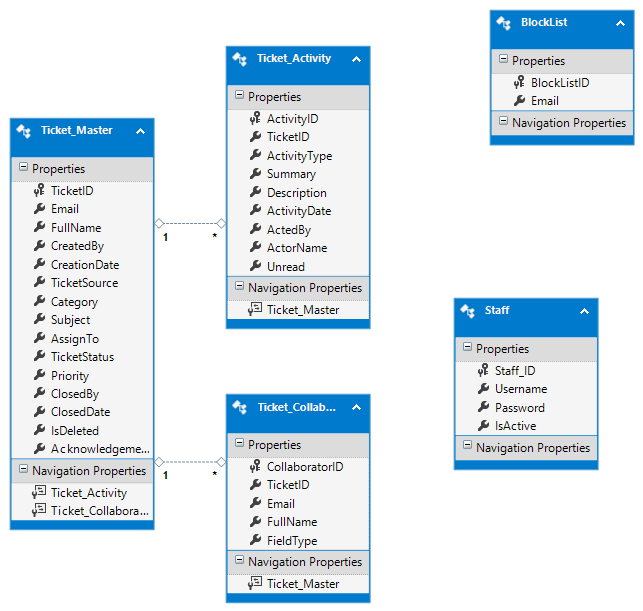 Ticket_Master
Properties
TicketID
Email
FullName
CreatedBy
CreationDate
TicketSource
Category
Subject
AssignTo
TicketStatus
Priority
ClosedBy
ClosedDate
IsDeleted
Acknowledgeme...
Navigation Properties
Ticket_Activity
Ticket_Collabora...
1
*
1
*
Ticket_Activity
Properties
ActivityID
TicketID
ActivityType
Summary
Description
ActivityDate
ActedBy
ActorName
Unread
Navigation Properties
Ticket_Master
Ticket_Collab...
Properties
CollaboratorID
TicketID
Email
FullName
FieldType
Navigation Properties
Ticket_Master
BlockList
Properties
BlockListID
Email
Navigation Properties
Staff
Properties
Staff_ID
Username
Password
IsActive
Navigation Properties